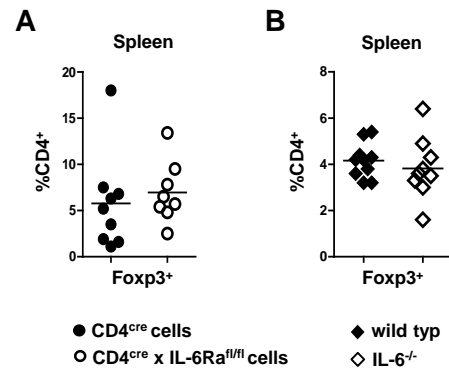 A
Spleen
%CD4⁺
20
15
10
5
0
Foxp3⁺
● CD4ᶜʳᵉ cells
○ CD4ᶜʳᵉ x IL-6Raᶠˡ/ᶠˡ cells
B
Spleen
%CD4⁺
8
6
4
2
0
Foxp3⁺
◆ wild typ
◇ IL-6⁻/⁻